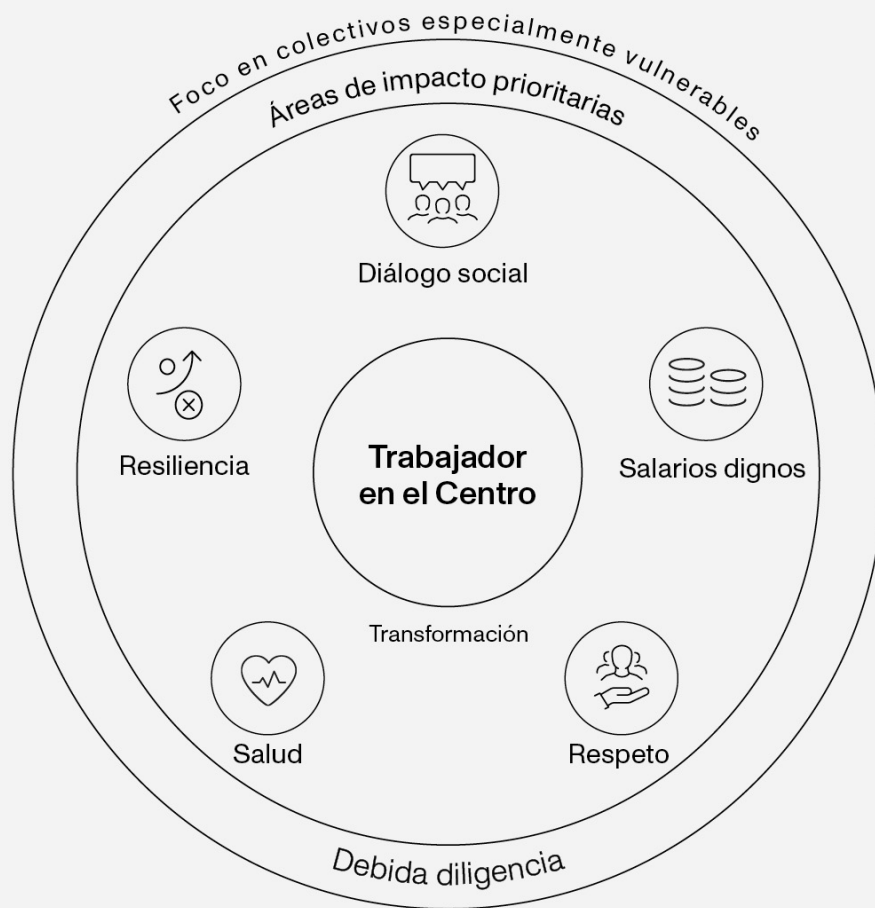 Foco en colectivos especialmente vulnerables
Áreas de impacto prioritarias
Diálogo social
Resiliencia
Salarios dignos
Trabajador
en el Centro
Transformación
Salud
Respeto
Debida diligencia